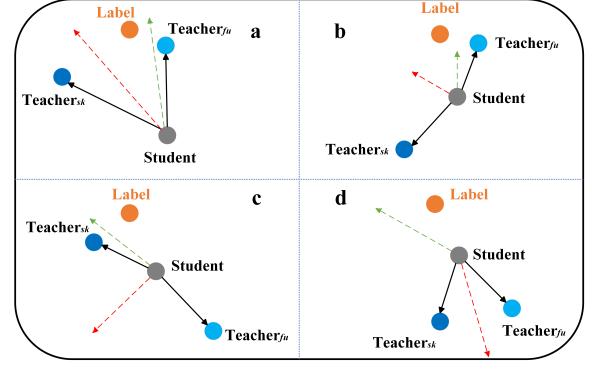 Label
Teacherfu
a
Teachersk
Student
Label
b
Teacherfu
Student
Teachersk
Label
c
Teachersk
Student
Teacherfu
d
Label
Student
Teacherfu
Teachersk